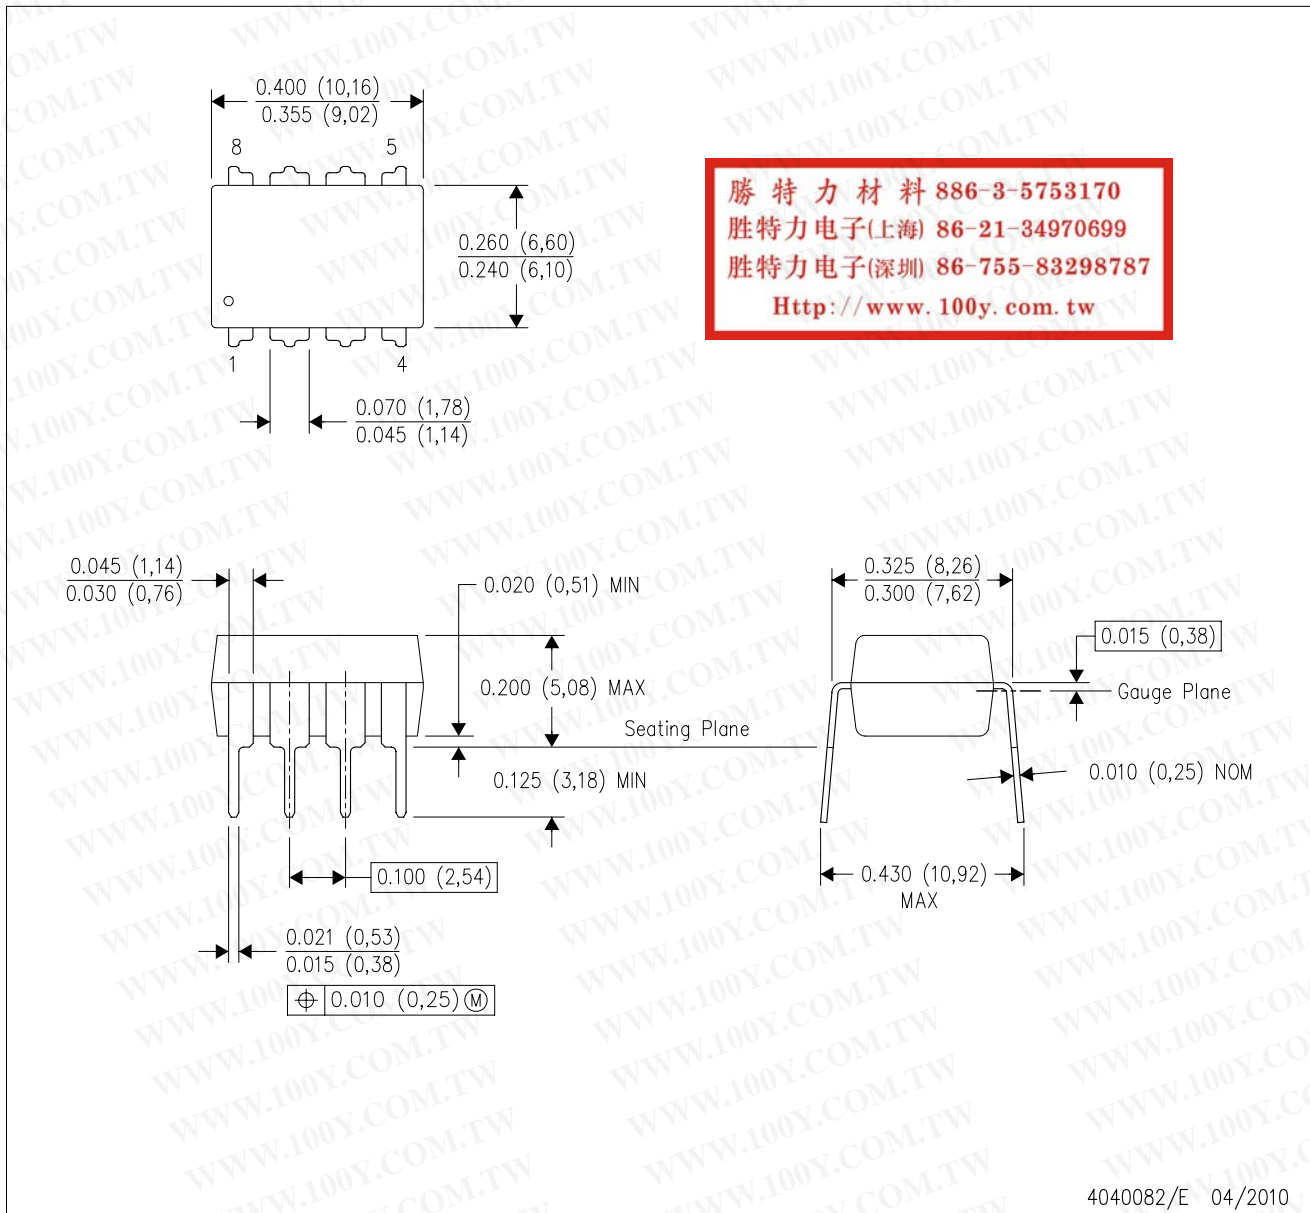 0.400 (10,16)
0.355 (9,02)
8
5
0.260 (6,60)
0.240 (6,10)
1
4
0.070 (1,78)
0.045 (1,14)
勝特力材料 886-3-5753170
胜特力电子(上海) 86-21-34970699
胜特力电子(深圳) 86-755-83298787
Http://www.100y.com.tw
0.045 (1,14)
0.030 (0,76)
0.020 (0,51) MIN
0.200 (5,08) MAX
Seating Plane
0.125 (3,18) MIN
0.100 (2,54)
0.021 (0,53)
0.015 (0,38)
⌖ 0.010 (0,25) Ⓜ
0.325 (8,26)
0.300 (7,62)
0.015 (0,38)
Gauge Plane
0.010 (0,25) NOM
0.430 (10,92)
MAX
4040082/E 04/2010
WWW.100Y.COM.TW